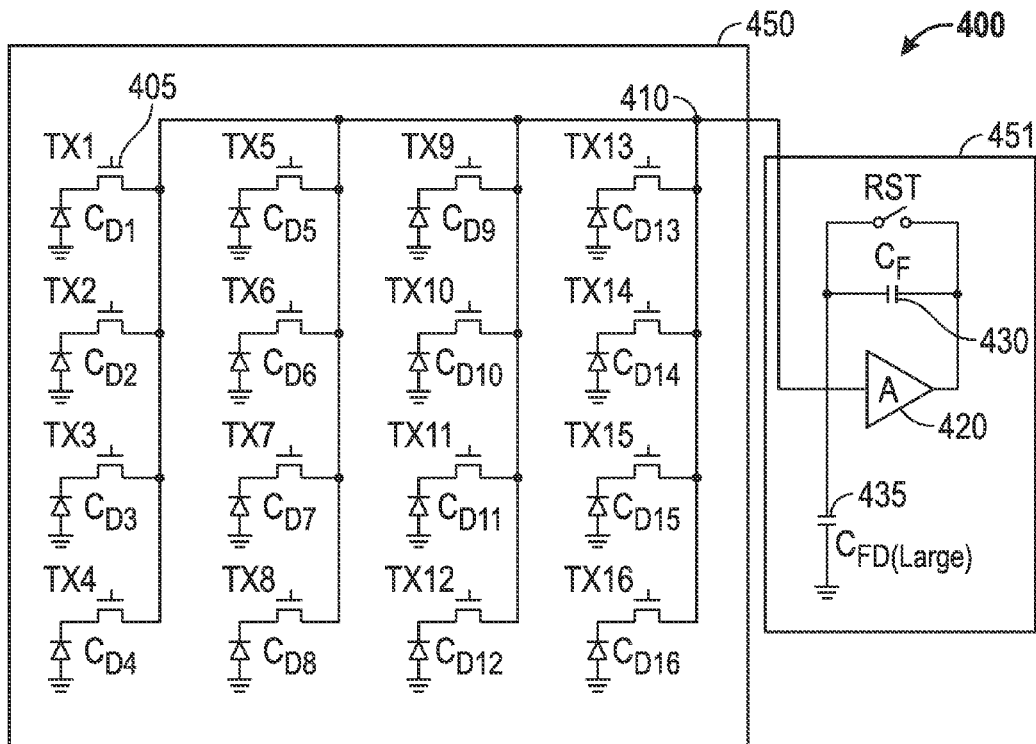 450
400
405
410
TX1 TX5 TX9 TX13
451
RST
C_D1 C_D5 C_D9 C_D13
C_F
TX2 TX6 TX10 TX14
430
C_D2 C_D6 C_D10 C_D14
A
420
TX3 TX7 TX11 TX15
435
C_D3 C_D7 C_D11 C_D15
C_FD(Large)
TX4 TX8 TX12 TX16
C_D4 C_D8 C_D12 C_D16